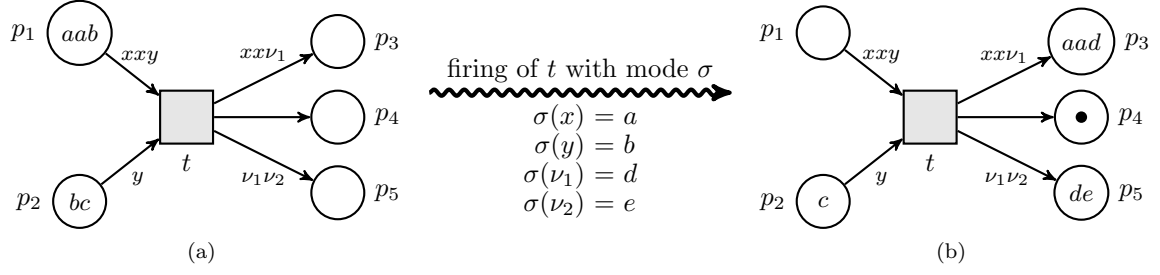 p₁ aab
xxy
p₂ bc
y
t
xxν₁
ν₁ν₂
p₃
p₄
p₅
(a)
firing of t with mode σ
σ(x) = a
σ(y) = b
σ(ν₁) = d
σ(ν₂) = e
p₁
xxy
p₂ c
y
t
xxν₁
ν₁ν₂
aad p₃
p₄
de p₅
(b)